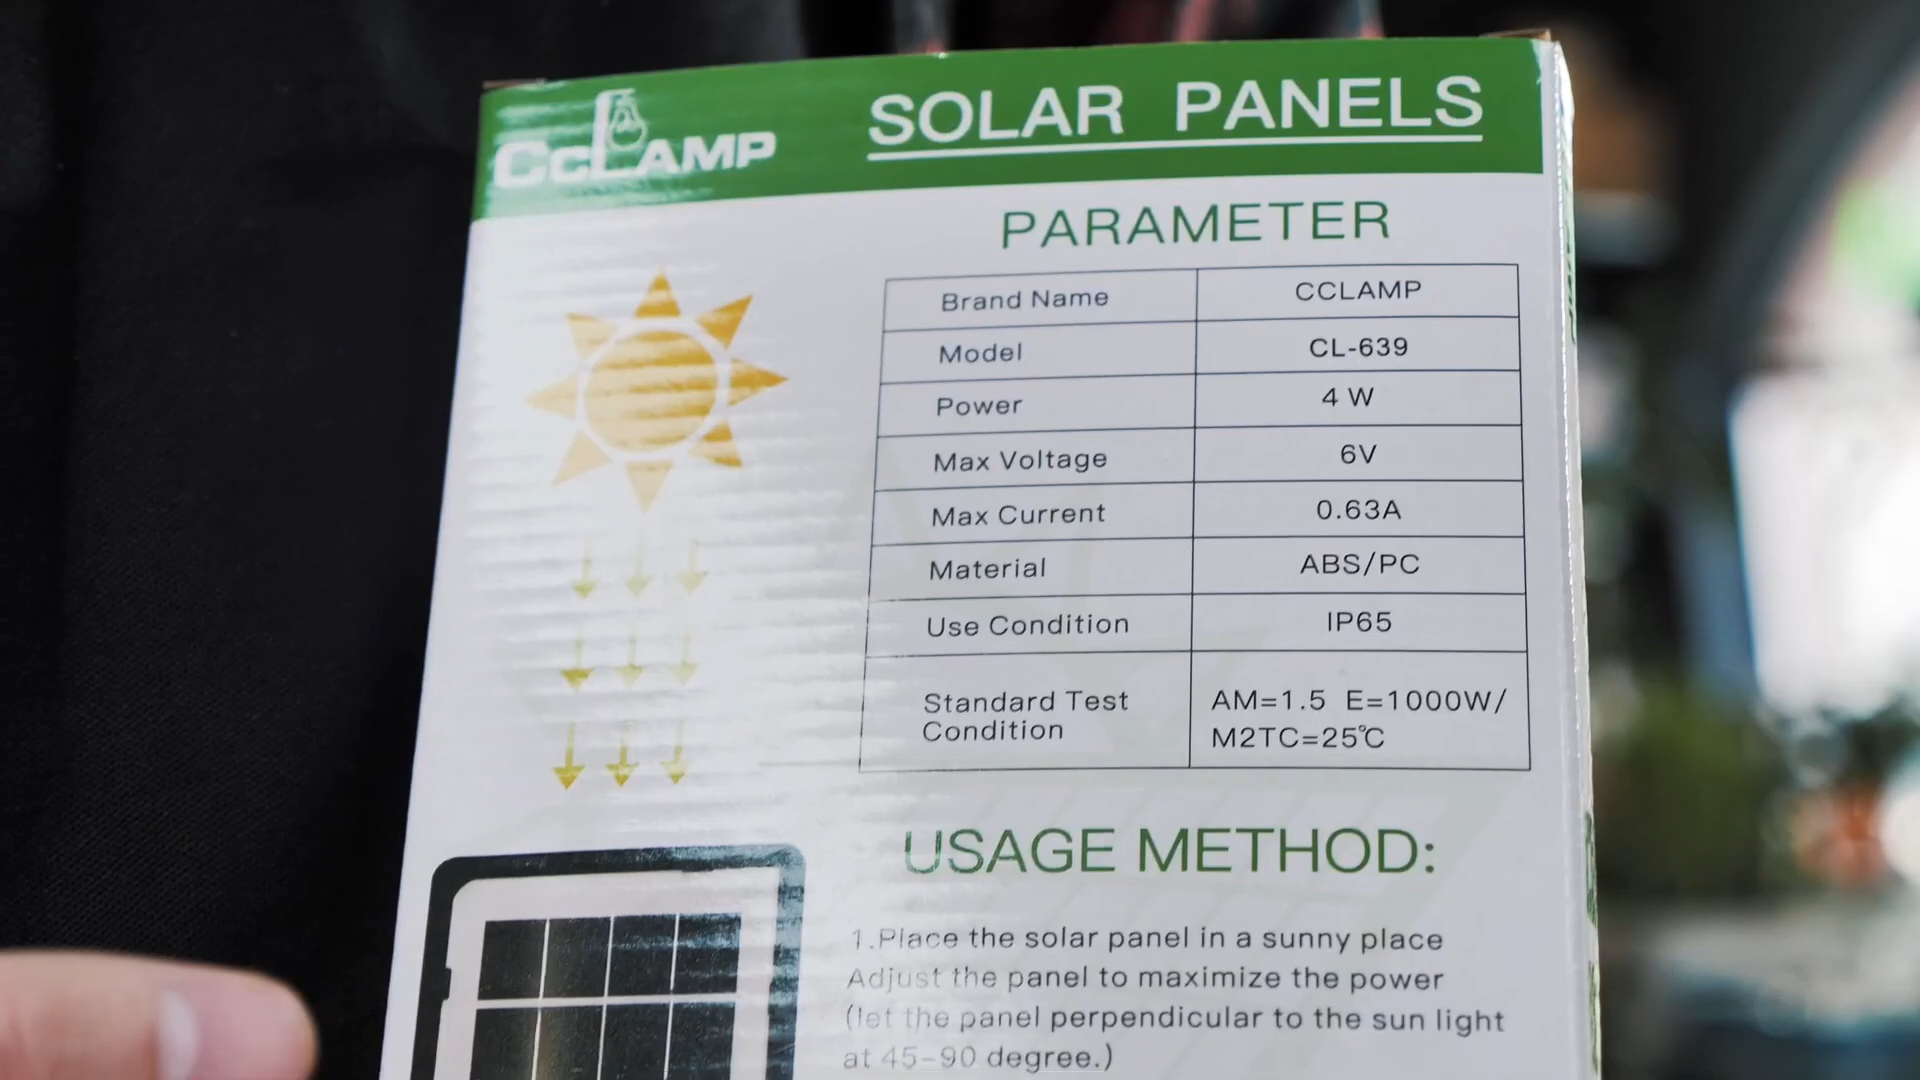 CCLAMP
SOLAR PANELS
PARAMETER
Brand Name CCLAMP
Model CL-639
Power 4 W
Max Voltage 6V
Max Current 0.63A
Material ABS/PC
Use Condition IP65
Standard Test Condition AM=1.5 E=1000W/
M2TC=25℃
USAGE METHOD:
1.Place the solar panel in a sunny place
Adjust the panel to maximize the power
(let the panel perpendicular to the sun light
at 45-90 degree.)